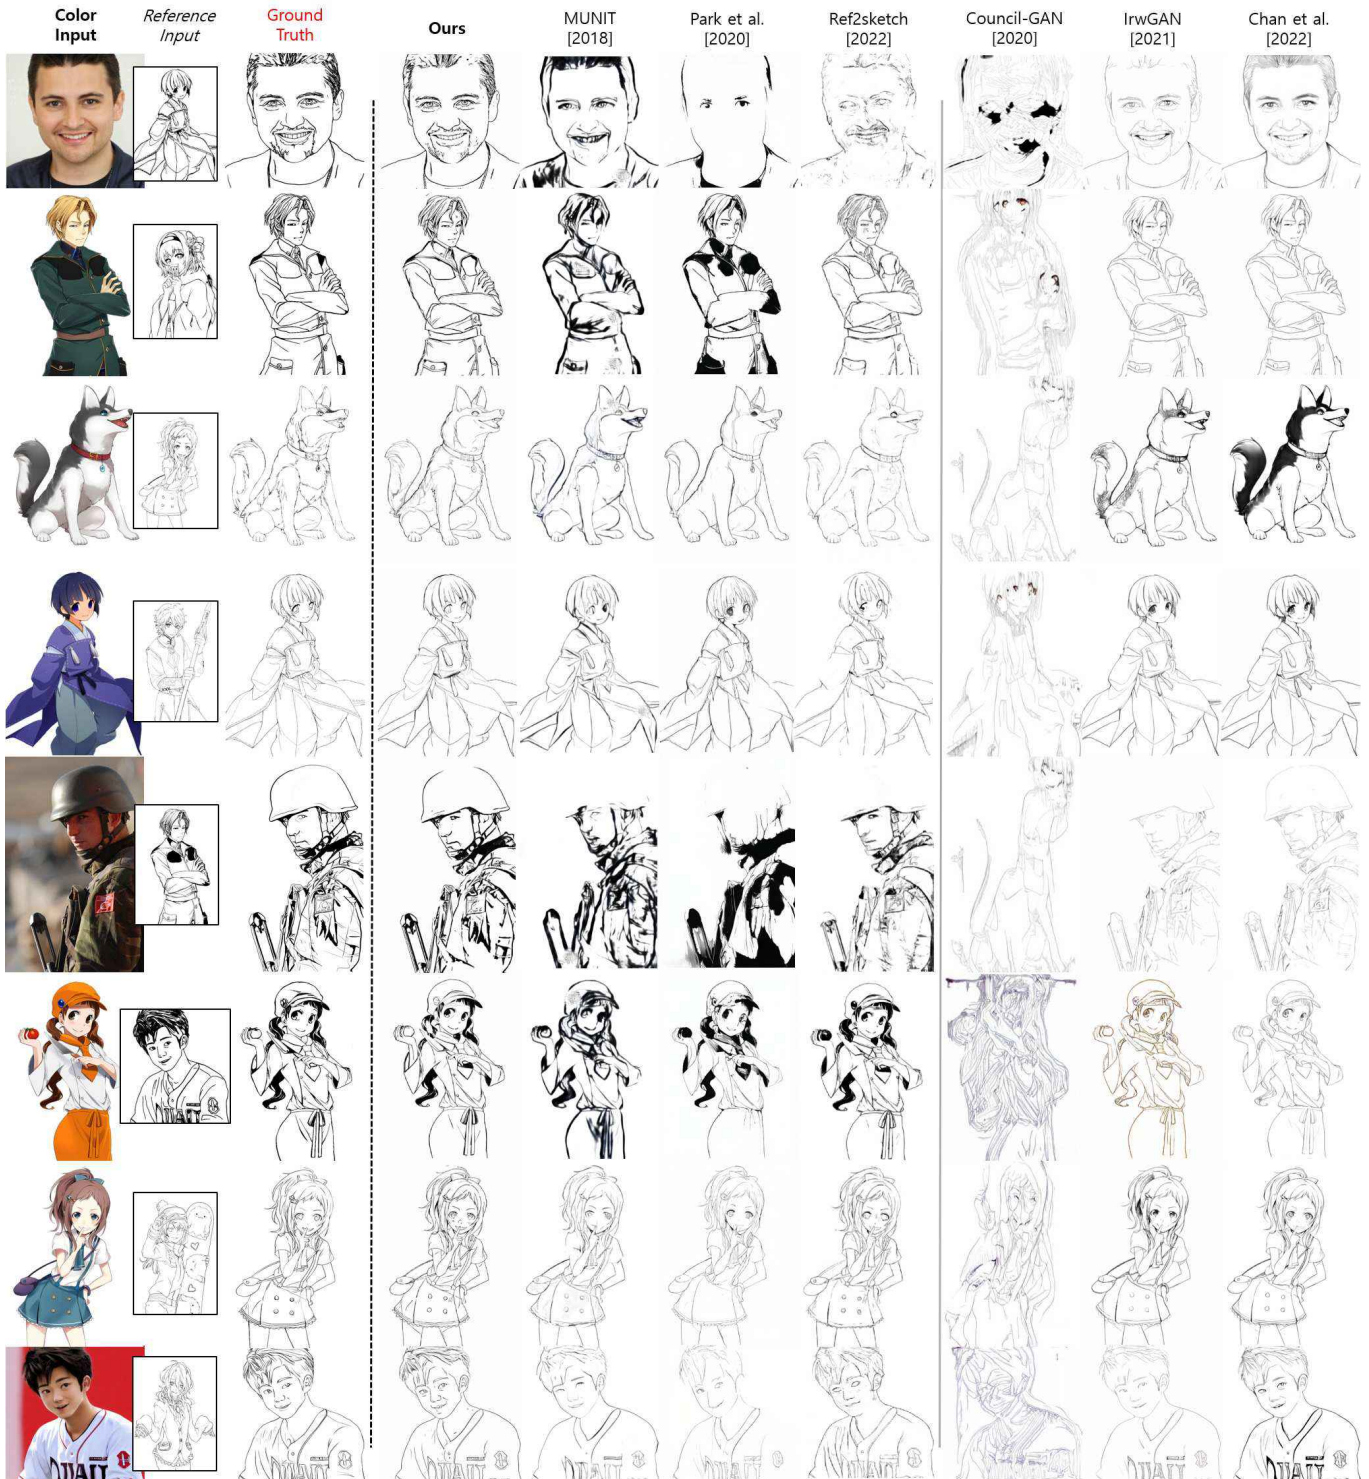 Color
Input
Reference
Input
Ground
Truth
Ours
MUNIT
[2018]
Park et al.
[2020]
Ref2sketch
[2022]
Council-GAN
[2020]
IrwGAN
[2021]
Chan et al.
[2022]